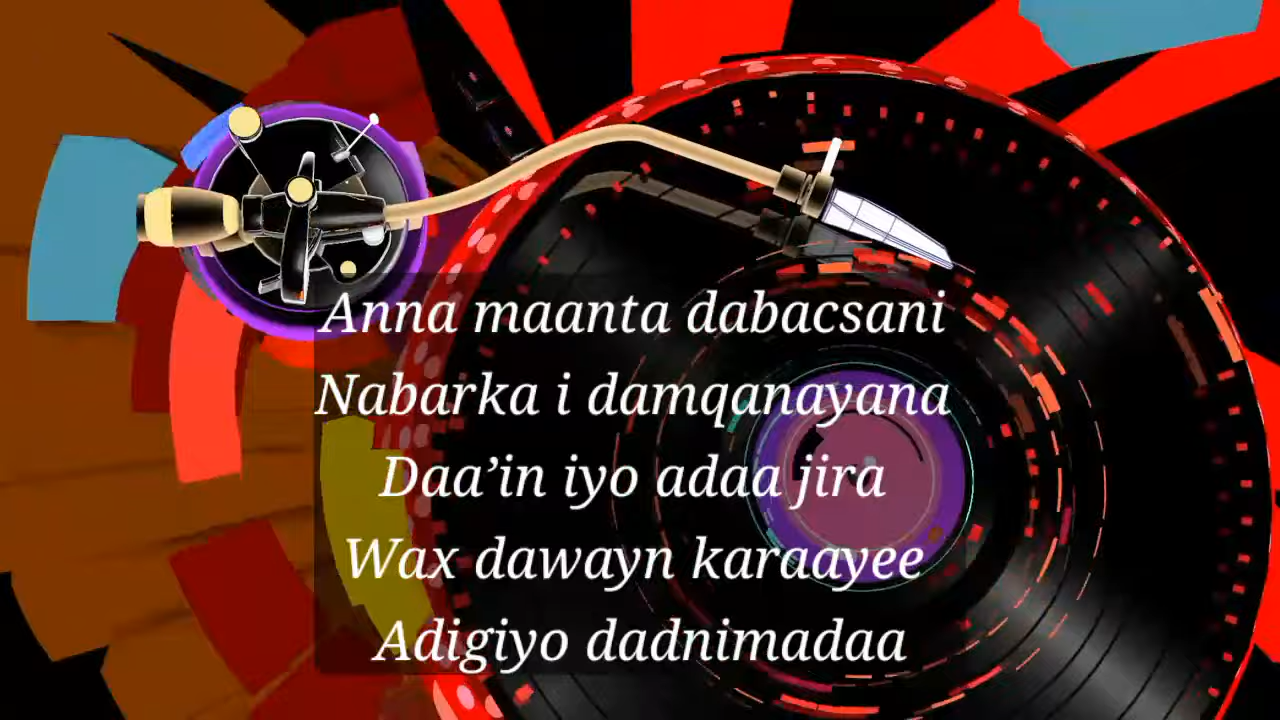 Anna maanta dabacsani
Nabarka i damqanayana
Daa’in iyo adaa jira
Wax dawayn karaayee
Adigiyo dadnimadaa